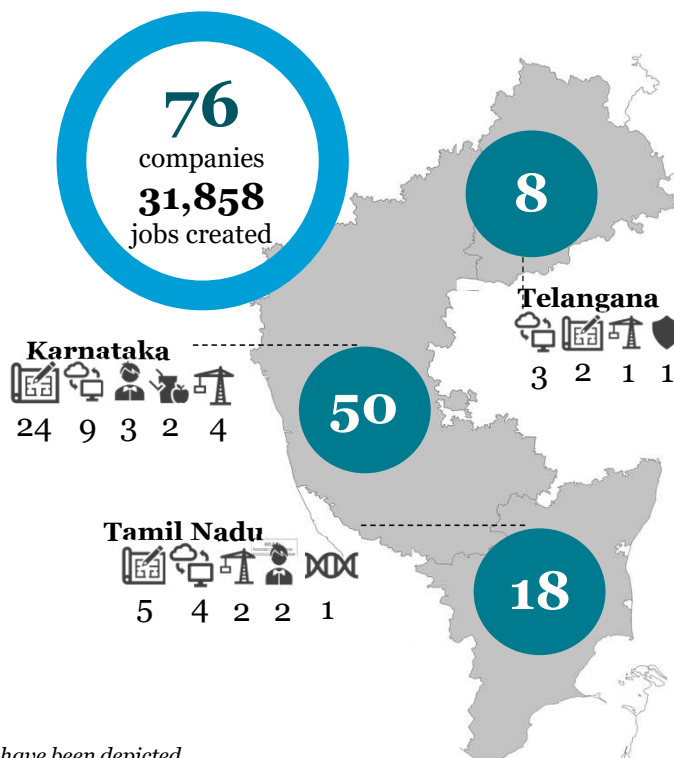 76
companies
31,858
jobs created
8
Telangana
3 2 1 1
Karnataka
24 9 3 2 4
50
Tamil Nadu
5 4 2 2 1
18
have been depicted